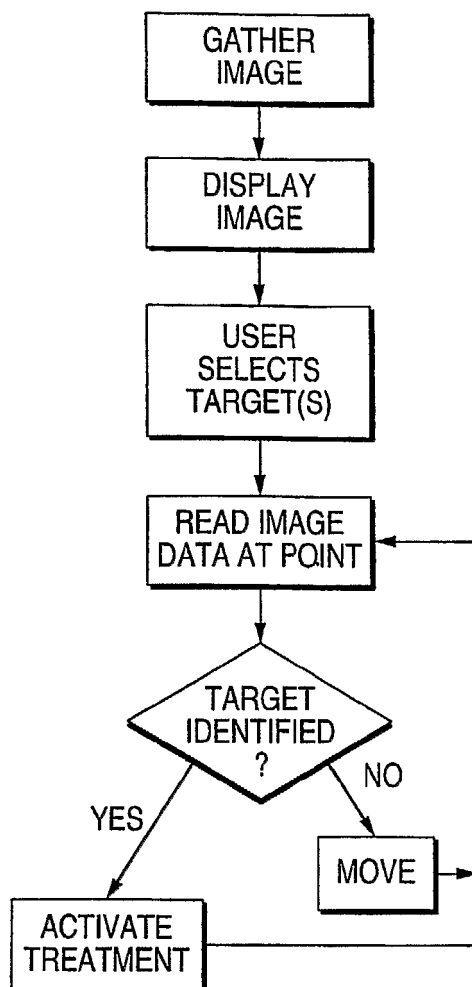 GATHER
IMAGE
DISPLAY
IMAGE
USER
SELECTS
TARGET(S)
READ IMAGE
DATA AT POINT
TARGET
IDENTIFIED
?
YES
NO
MOVE
ACTIVATE
TREATMENT